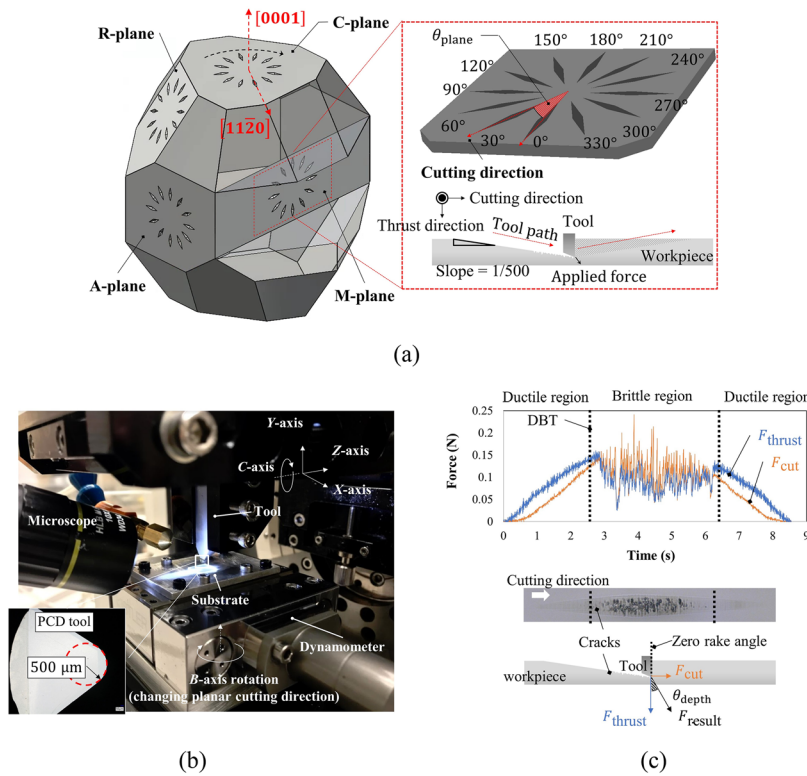 [0001]
C-plane
R-plane
[112̄0]
A-plane
M-plane
θplane
150°
180°
210°
120°
240°
90°
270°
60°
30°
0°
330°
300°
Cutting direction
Cutting direction
Thrust direction
Tool path
Tool
Workpiece
Slope = 1/500
Applied force
(a)
Y-axis
Z-axis
C-axis
X-axis
Microscope
Tool
Substrate
PCD tool
500 μm
Dynamometer
B-axis rotation
(changing planar cutting direction)
(b)
Ductile region
Brittle region
Ductile region
DBT
0.25
0.2
0.15
0.1
0.05
0
Force (N)
Fthrust
Fcut
0 1 2 3 4 5 6 7 8 9
Time (s)
Cutting direction
Cracks
Zero rake angle
Tool
workpiece
Fcut
θdepth
Fthrust
Fresult
(c)